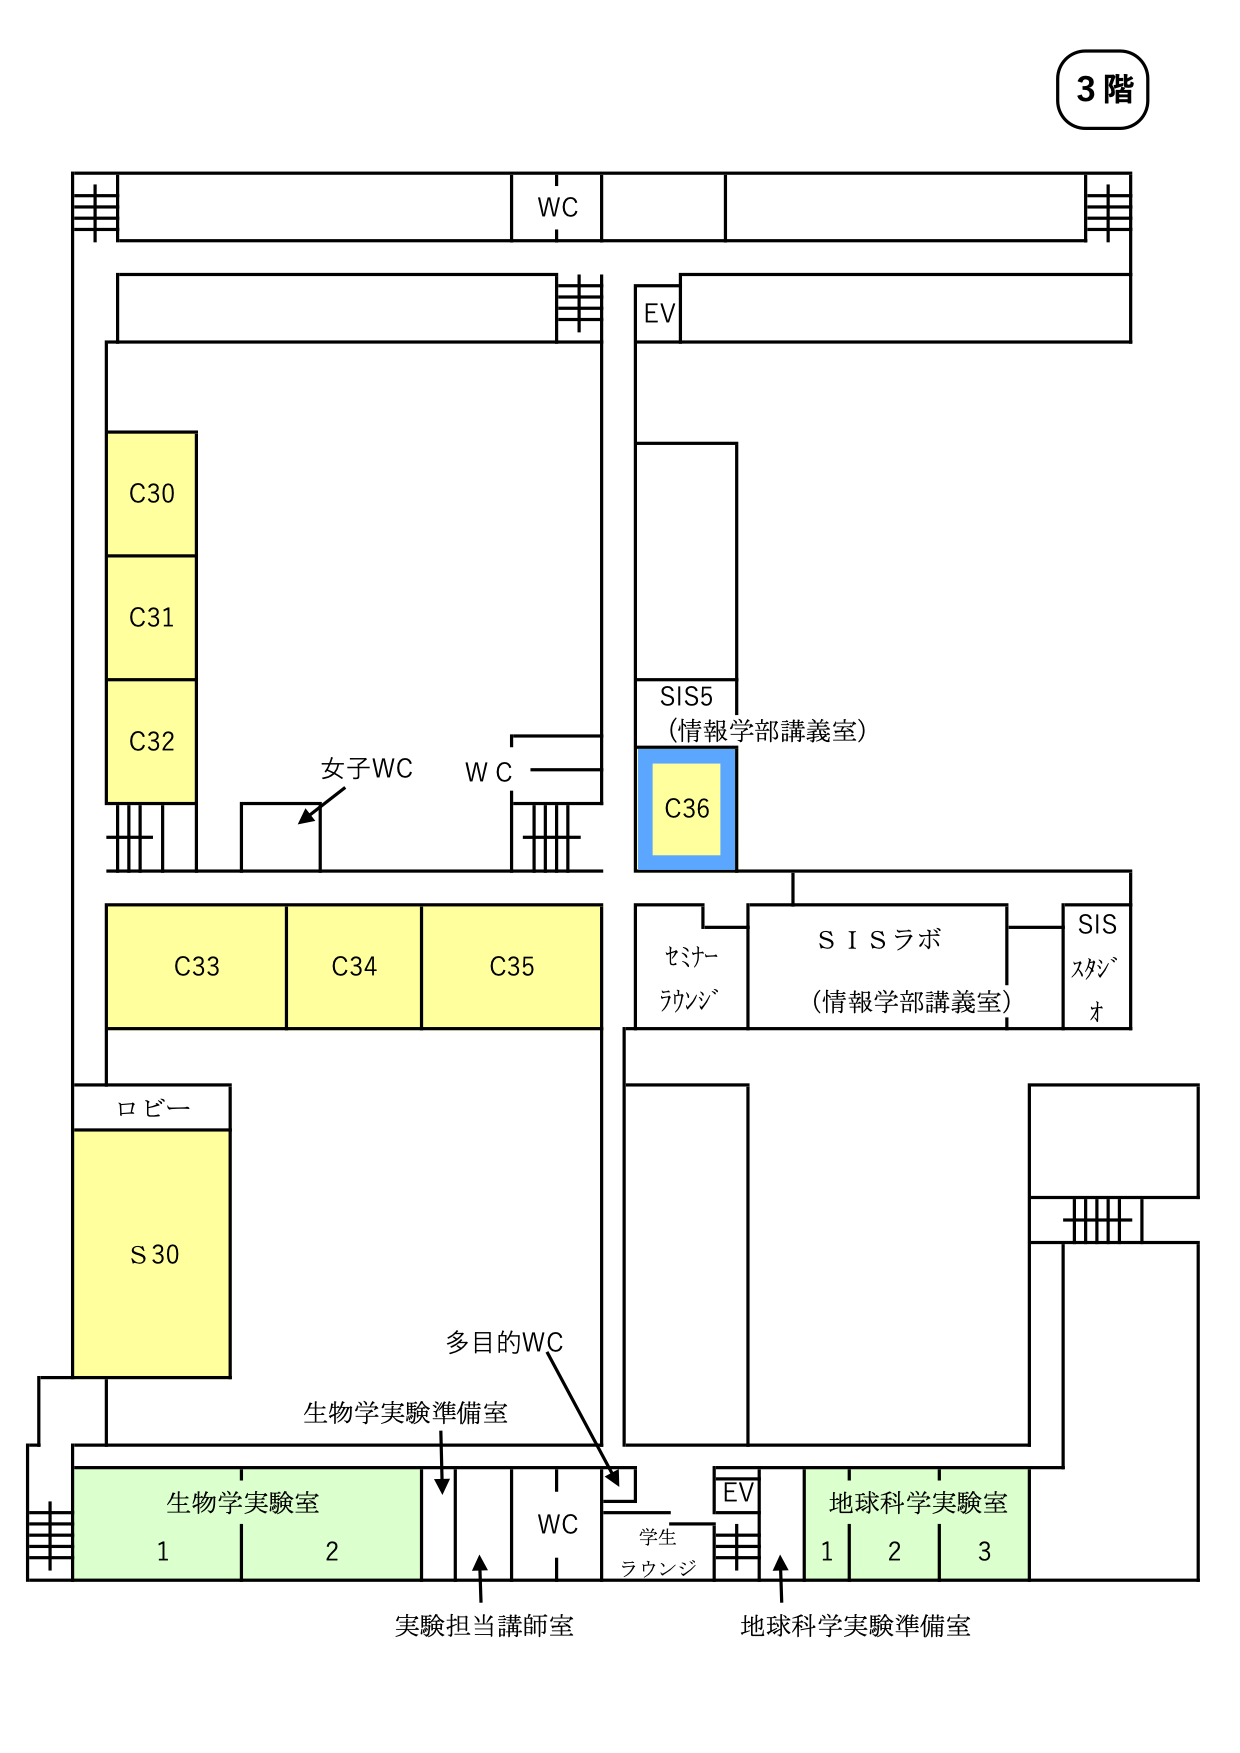 3階
WC
EV
C30
C31
C32
SIS5
（情報学部講義室）
女子WC
ＷＣ
C36
C33
C34
C35
ｾﾐﾅｰ
ﾗｳﾝｼﾞ
ＳＩＳラボ
（情報学部講義室）
SIS
ｽﾀｼﾞ
ｵ
ロビー
Ｓ30
多目的WC
生物学実験準備室
生物学実験室
1
2
WC
学生
ラウンジ
EV
地球科学実験室
1
2
3
実験担当講師室
地球科学実験準備室